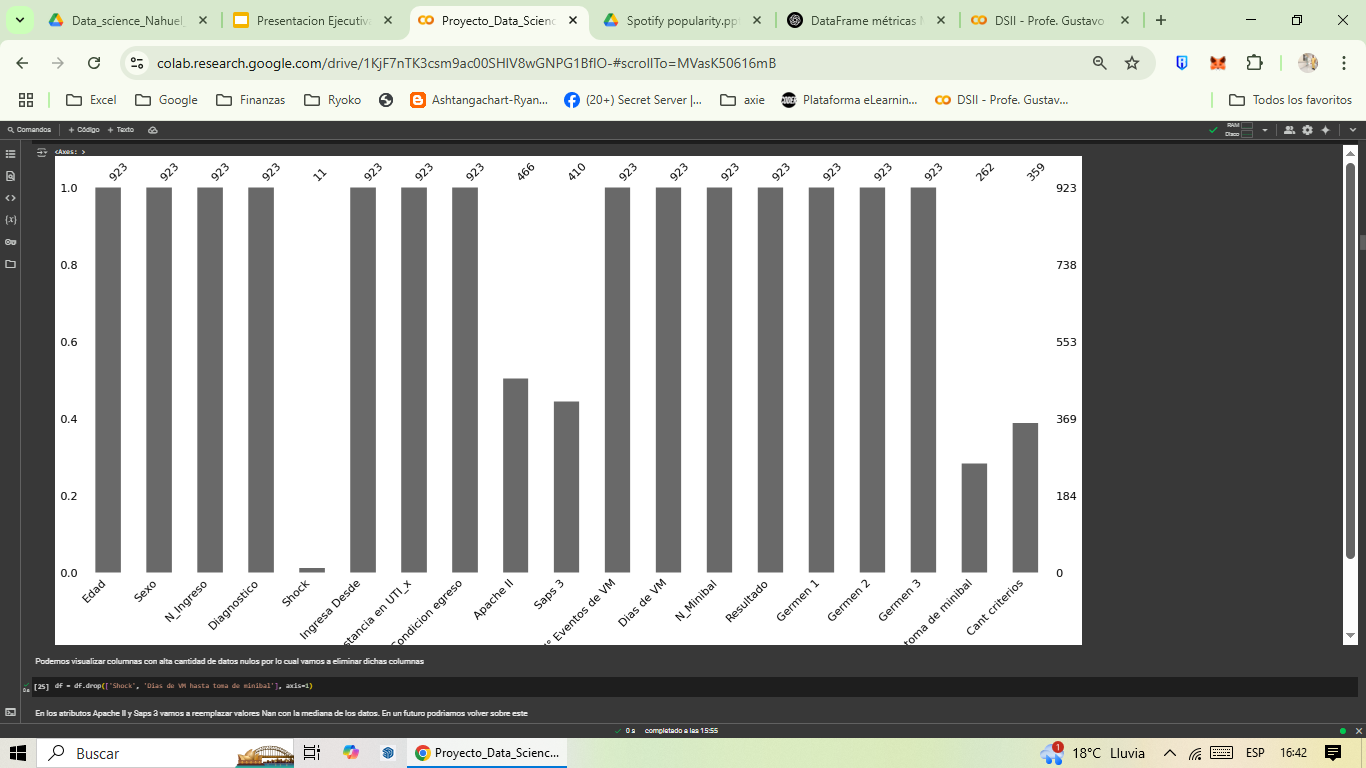 Data_science_Nahuel_
Presentacion Ejecutiva
Proyecto_Data_Scienc
Spotify popularity.pp
DataFrame métricas M
DSII - Profe. Gustavo
colab.research.google.com/drive/1KjF7nTK3csm9ac00SHIV8wGNPG1BflO-#scrollTo=MVasK50616mB
Excel
Google
Finanzas
Ryoko
Ashtangachart-Ryan...
(20+) Secret Server |...
axie
Plataforma eLearnin...
DSII - Profe. Gustav...
Todos los favoritos
Comandos
+ Código
+ Texto
RAM
Disco
<Axes: >
923
923
923
923
11
923
923
923
466
410
923
923
923
923
923
923
923
262
359
1.0
923
0.8
738
0.6
553
0.4
369
0.2
184
0.0
0
Edad
Sexo
N_Ingreso
Diagnostico
Shock
Ingresa Desde
stancia en UTI_x
Condicion egreso
Apache II
Saps 3
° Eventos de VM
Dias de VM
N_Minibal
Resultado
Germen 1
Germen 2
Germen 3
toma de minibal
Cant criterios
Podemos visualizar columnas con alta cantidad de datos nulos por lo cual vamos a eliminar dichas columnas
[25] df = df.drop(['Shock', 'Dias de VM hasta toma de minibal'], axis=1)
0s
En los atributos Apache II y Saps 3 vamos a reemplazar valores Nan con la mediana de los datos. En un futuro podriamos volver sobre este
0 s completado a las 15:55
Buscar
Proyecto_Data_Scienc...
1
18°C Lluvia
ESP
16:42